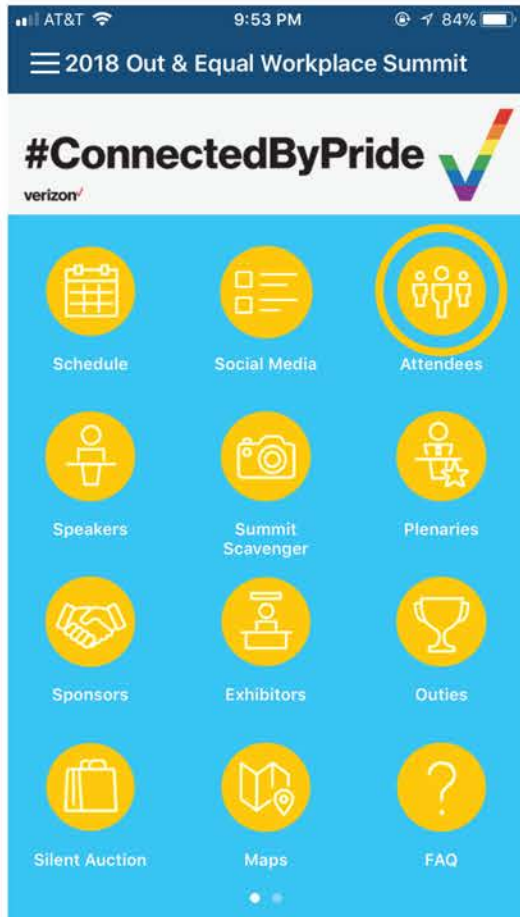 AT&T 9:53 PM 84%
2018 Out & Equal Workplace Summit
#ConnectedByPride
verizon
Schedule Social Media Attendees
Speakers Summit Scavenger Plenaries
Sponsors Exhibitors Outies
Silent Auction Maps FAQ